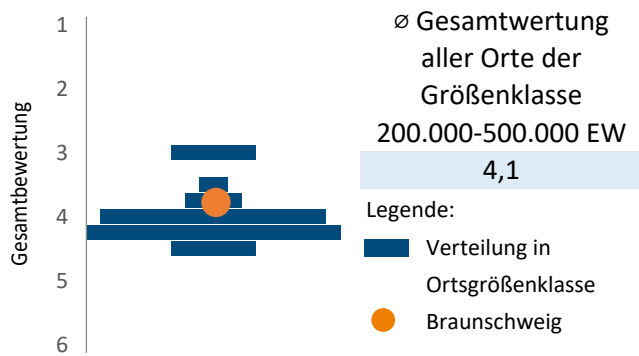 Gesamtbewertung
1
2
3
4
5
6
⌀ Gesamtwertung
aller Orte der
Größenklasse
200.000-500.000 EW
4,1
Legende:
Verteilung in
Ortsgrößenklasse
Braunschweig